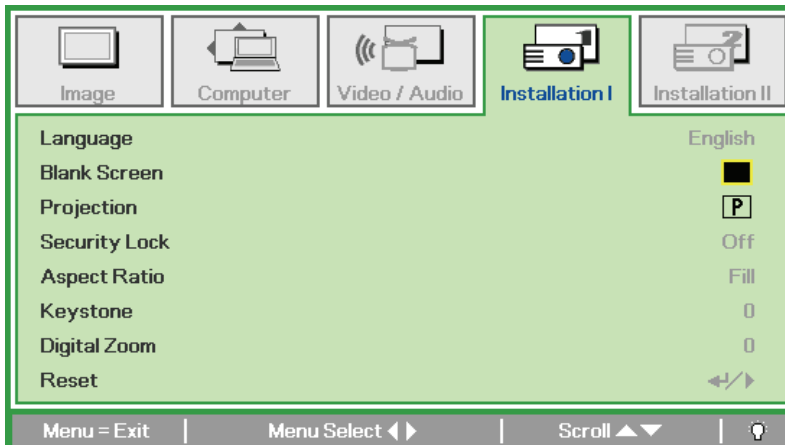 Image
Computer
Video / Audio
Installation I
Installation II
Language English
Blank Screen
Projection P
Security Lock Off
Aspect Ratio Fill
Keystone 0
Digital Zoom 0
Reset
Menu = Exit Menu Select Scroll